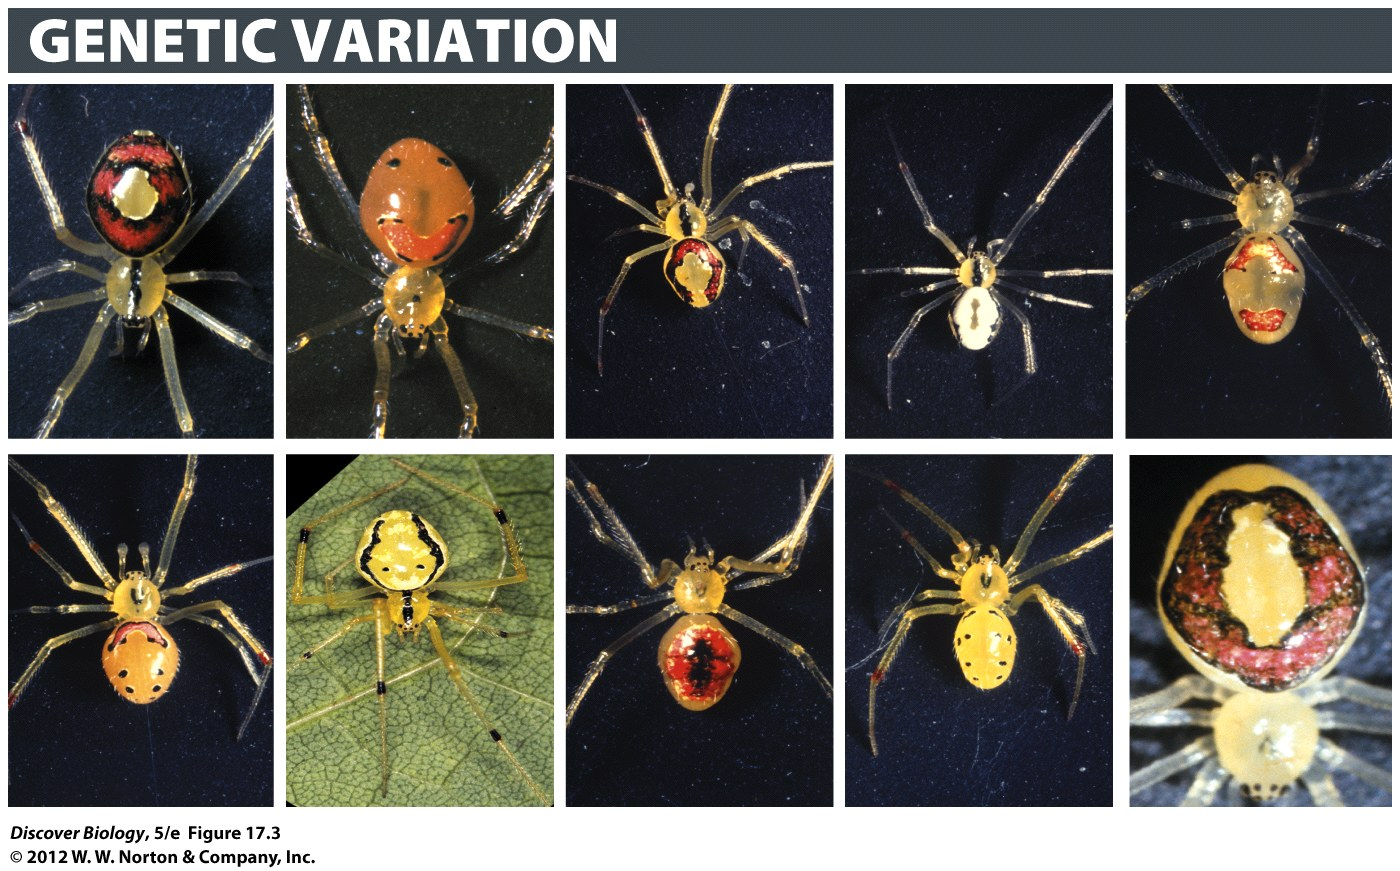 GENETIC VARIATION
Discover Biology, 5/e Figure 17.3
© 2012 W. W. Norton & Company, Inc.